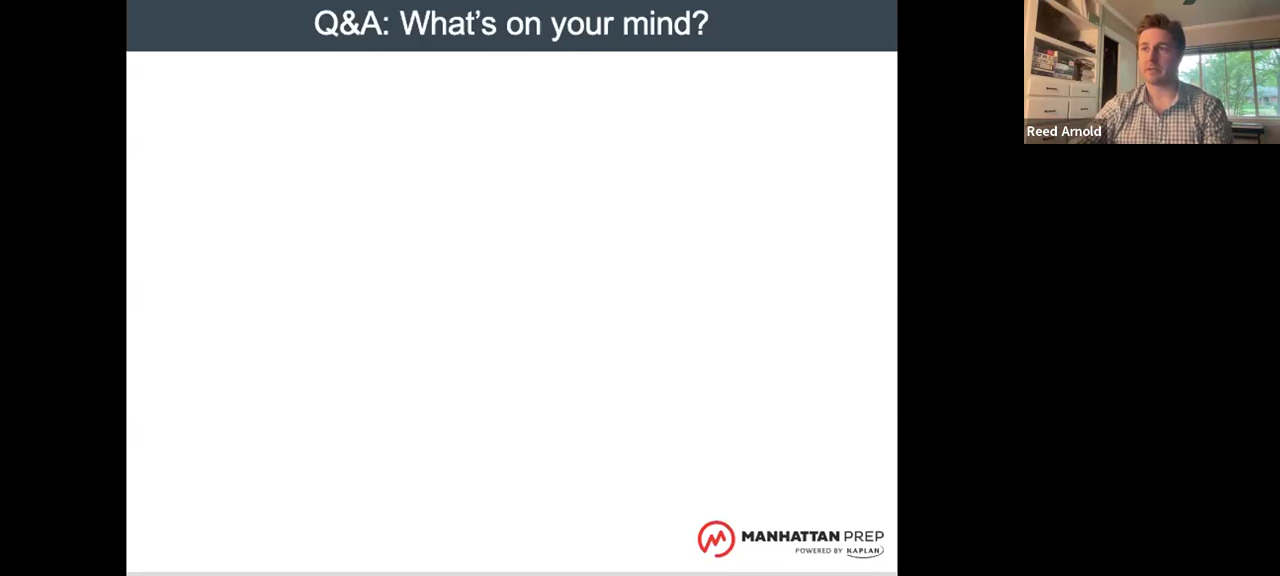 Q&A: What's on your mind?
Reed Arnold
MANHATTAN PREP
POWERED BY KAPLAN